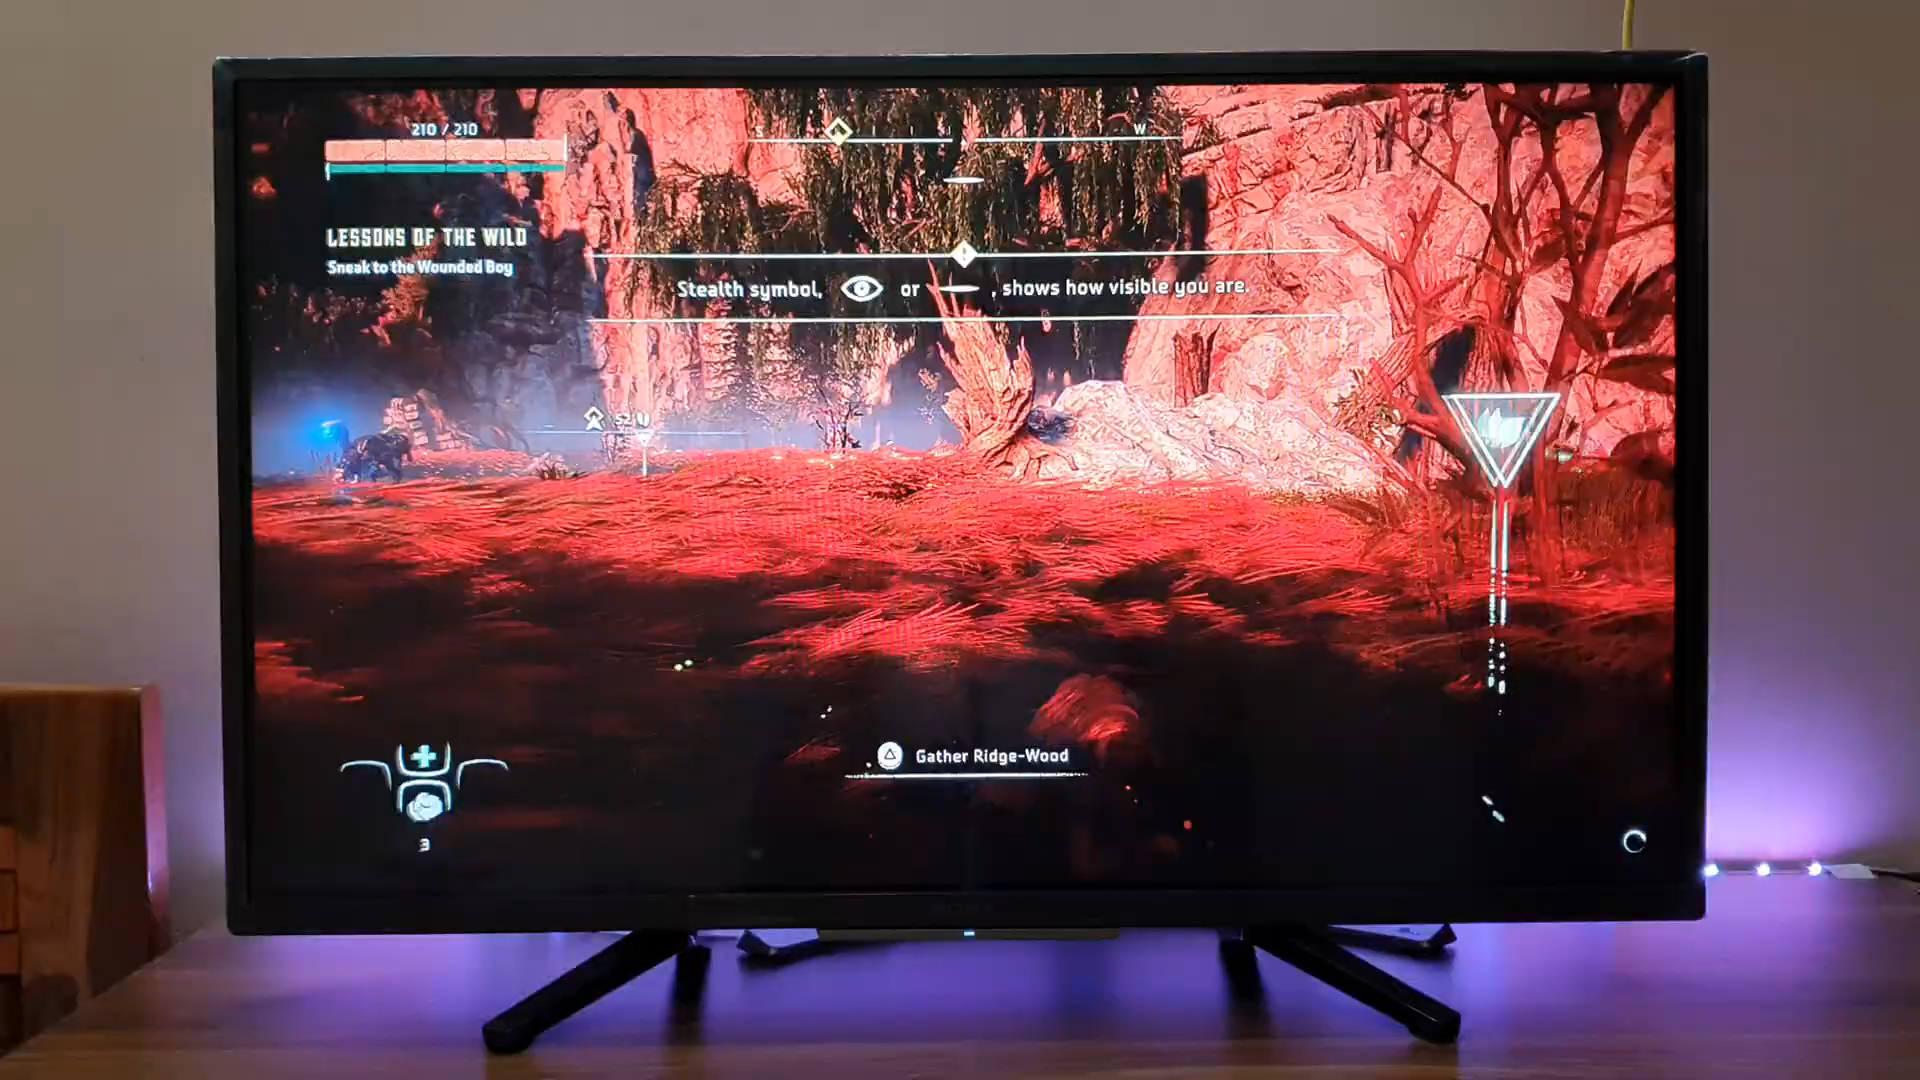 210 / 210
S
W
LESSONS OF THE WILD
Sneak to the Wounded Boy
Stealth symbol, or , shows how visible you are.
Gather Ridge-Wood
3